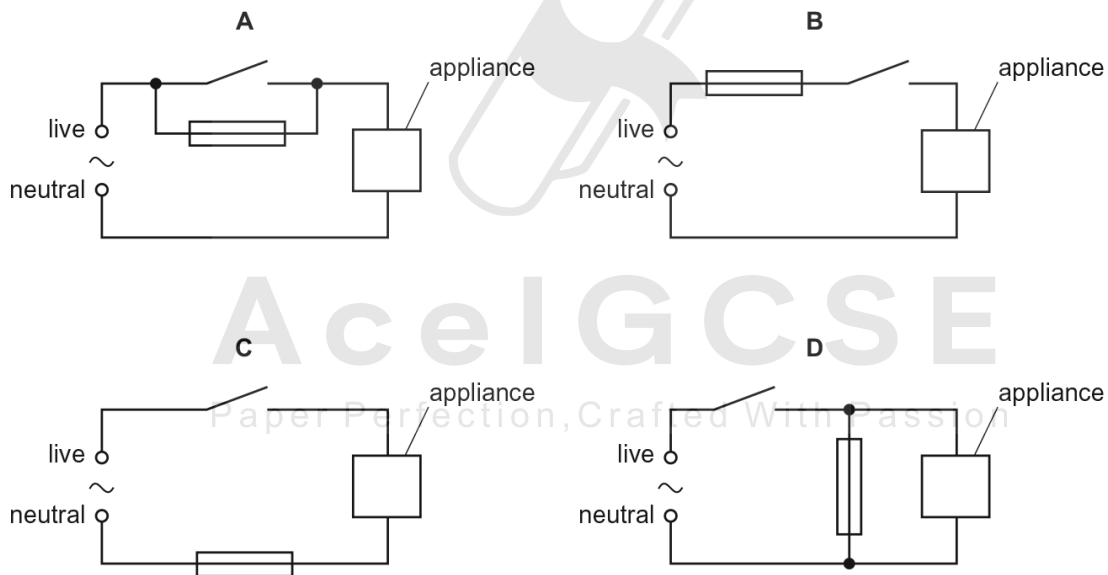 A
appliance
live
neutral
B
appliance
live
neutral
AceIGCSE
Paper Perfection, Crafted With Passion
C
appliance
live
neutral
D
appliance
live
neutral